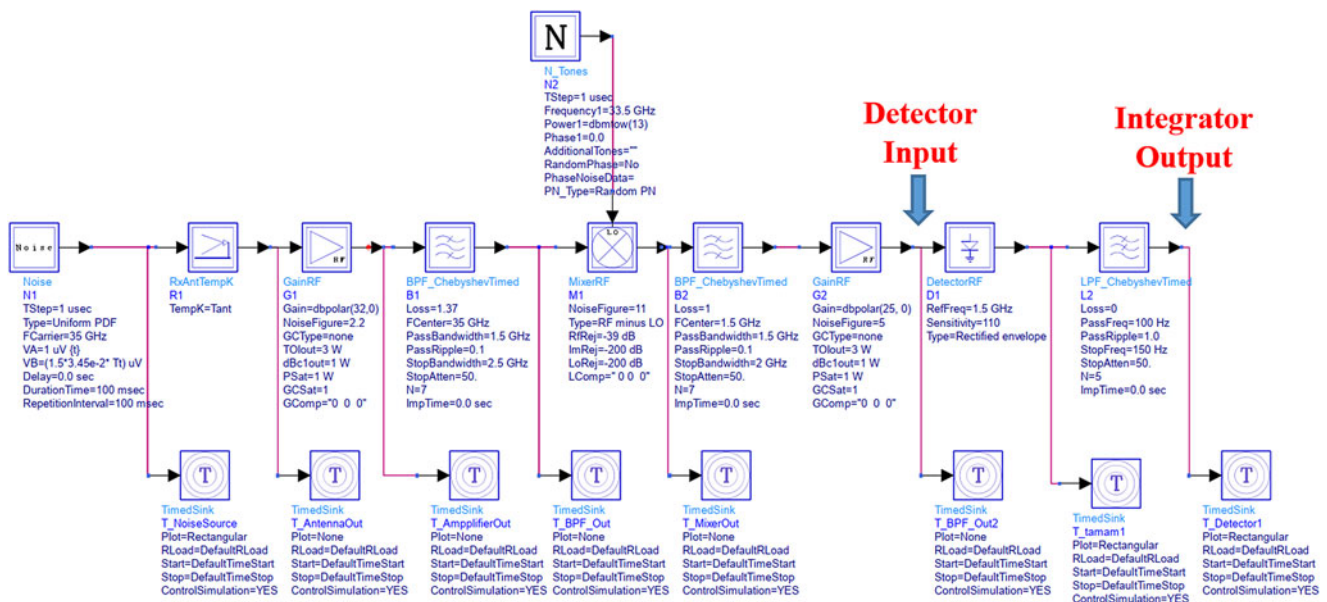 N
N_Tones
N2
TStep=1 usec
Frequency1=33.5 GHz
Power1=dbmtow(13)
Phase1=0.0
AdditionalTones=""
RandomPhase=No
PhaseNoiseData=
PN_Type=Random PN
Detector
Input
Integrator
Output
Noise
Noise
N1
TStep=1 usec
Type=Uniform PDF
FCarrier=35 GHz
VA=1 uV {t}
VB=(1.5*3.45e-2* Tt) uV
Delay=0.0 sec
DurationTime=100 msec
RepetitionInterval=100 msec
RxAntTempK
R1
TempK=Tant
RF
GainRF
G1
Gain=dbpolar(32,0)
NoiseFigure=2.2
GCType=none
TOIout=3 W
dBc1out=1 W
PSat=1 W
GCSat=1
GComp="0 0 0"
BPF_ChebyshevTimed
B1
Loss=1.37
FCenter=35 GHz
PassBandwidth=1.5 GHz
PassRipple=0.1
StopBandwidth=2.5 GHz
StopAtten=50.
N=7
ImpTime=0.0 sec
LO
MixerRF
M1
NoiseFigure=11
Type=RF minus LO
RfRej=-39 dB
ImRej=-200 dB
LoRej=-200 dB
LComp=" 0 0 0"
BPF_ChebyshevTimed
B2
Loss=1
FCenter=1.5 GHz
PassBandwidth=1.5 GHz
PassRipple=0.1
StopBandwidth=2 GHz
StopAtten=50.
N=7
ImpTime=0.0 sec
RF
GainRF
G2
Gain=dbpolar(25, 0)
NoiseFigure=5
GCType=none
TOIout=3 W
dBc1out=1 W
PSat=1 W
GCSat=1
GComp="0 0 0"
DetectorRF
D1
RefFreq=1.5 GHz
Sensitivity=110
Type=Rectified envelope
LPF_ChebyshevTimed
L2
Loss=0
PassFreq=100 Hz
PassRipple=1.0
StopFreq=150 Hz
StopAtten=50.
N=5
ImpTime=0.0 sec
T
TimedSink
T_NoiseSource
Plot=Rectangular
RLoad=DefaultRLoad
Start=DefaultTimeStart
Stop=DefaultTimeStop
ControlSimulation=YES
T
TimedSink
T_AntennaOut
Plot=None
RLoad=DefaultRLoad
Start=DefaultTimeStart
Stop=DefaultTimeStop
ControlSimulation=YES
T
TimedSink
T_AmpplifierOut
Plot=None
RLoad=DefaultRLoad
Start=DefaultTimeStart
Stop=DefaultTimeStop
ControlSimulation=YES
T
TimedSink
T_BPF_Out
Plot=None
RLoad=DefaultRLoad
Start=DefaultTimeStart
Stop=DefaultTimeStop
ControlSimulation=YES
T
TimedSink
T_MixerOut
Plot=None
RLoad=DefaultRLoad
Start=DefaultTimeStart
Stop=DefaultTimeStop
ControlSimulation=YES
T
TimedSink
T_BPF_Out2
Plot=None
RLoad=DefaultRLoad
Start=DefaultTimeStart
Stop=DefaultTimeStop
ControlSimulation=YES
T
TimedSink
T_tamam1
Plot=Rectangular
RLoad=DefaultRLoad
Start=DefaultTimeStart
Stop=DefaultTimeStop
ControlSimulation=YES
T
TimedSink
T_Detector1
Plot=Rectangular
RLoad=DefaultRLoad
Start=DefaultTimeStart
Stop=DefaultTimeStop
ControlSimulation=YES